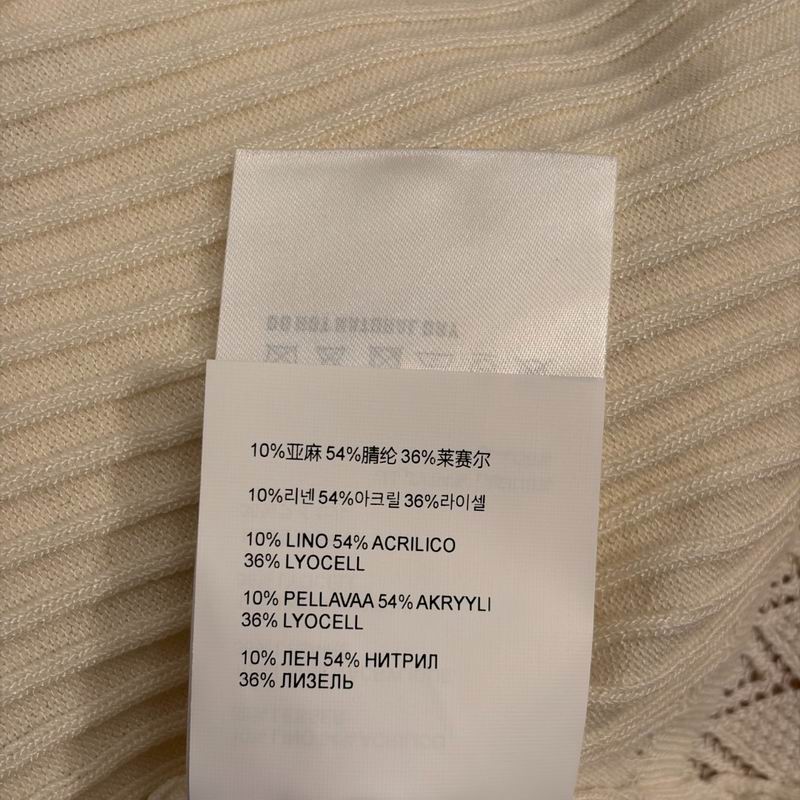 10%亚麻 54%腈纶 36%莱赛尔
10%리넨 54%아크릴 36%라이셀
10% LINO 54% ACRILICO
36% LYOCELL
10% PELLAVAA 54% AKRYYLI
36% LYOCELL
10% ЛЕН 54% НИТРИЛ
36% ЛИЗЕЛЬ